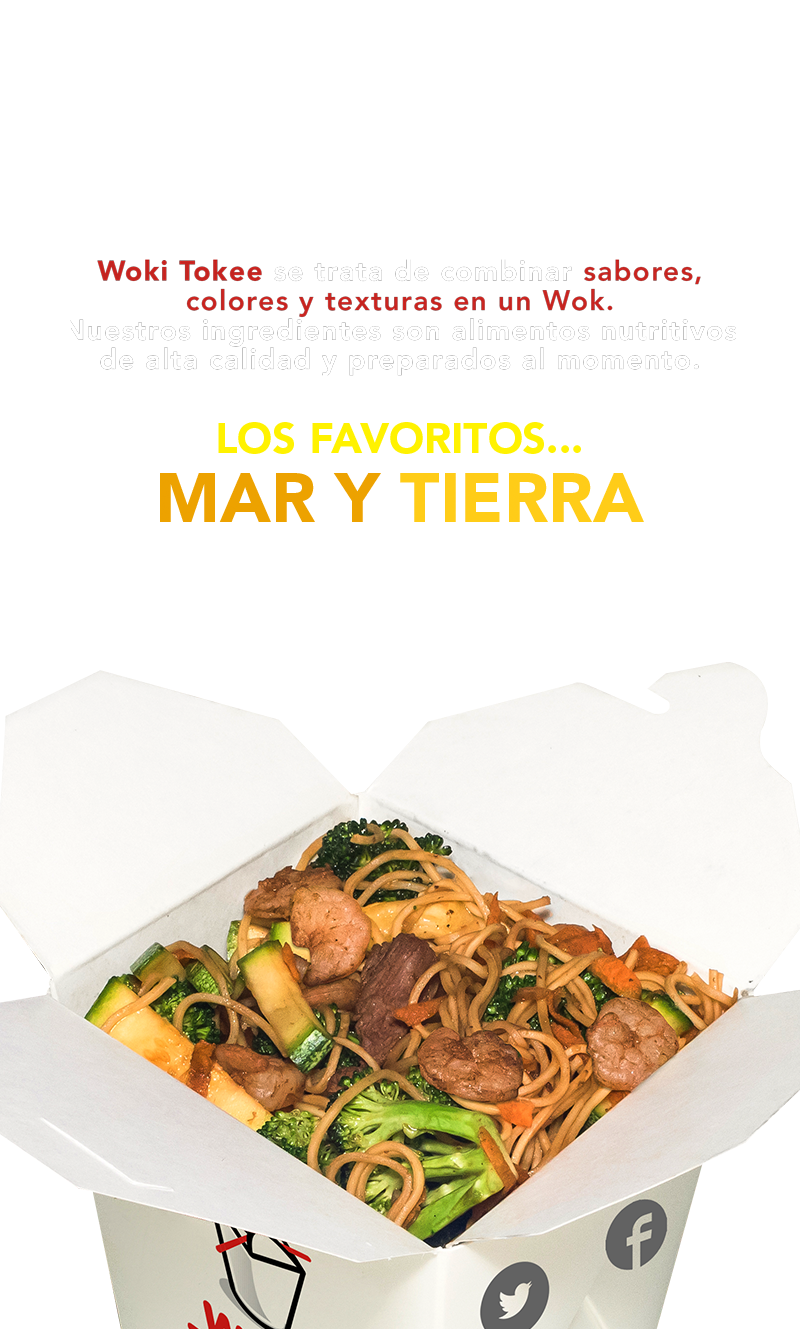 Woki Tokee se trata de combinar sabores,
colores y texturas en un Wok.
Nuestros ingredientes son alimentos nutritivos
de alta calidad y preparados al momento.
LOS FAVORITOS...
MAR Y TIERRA